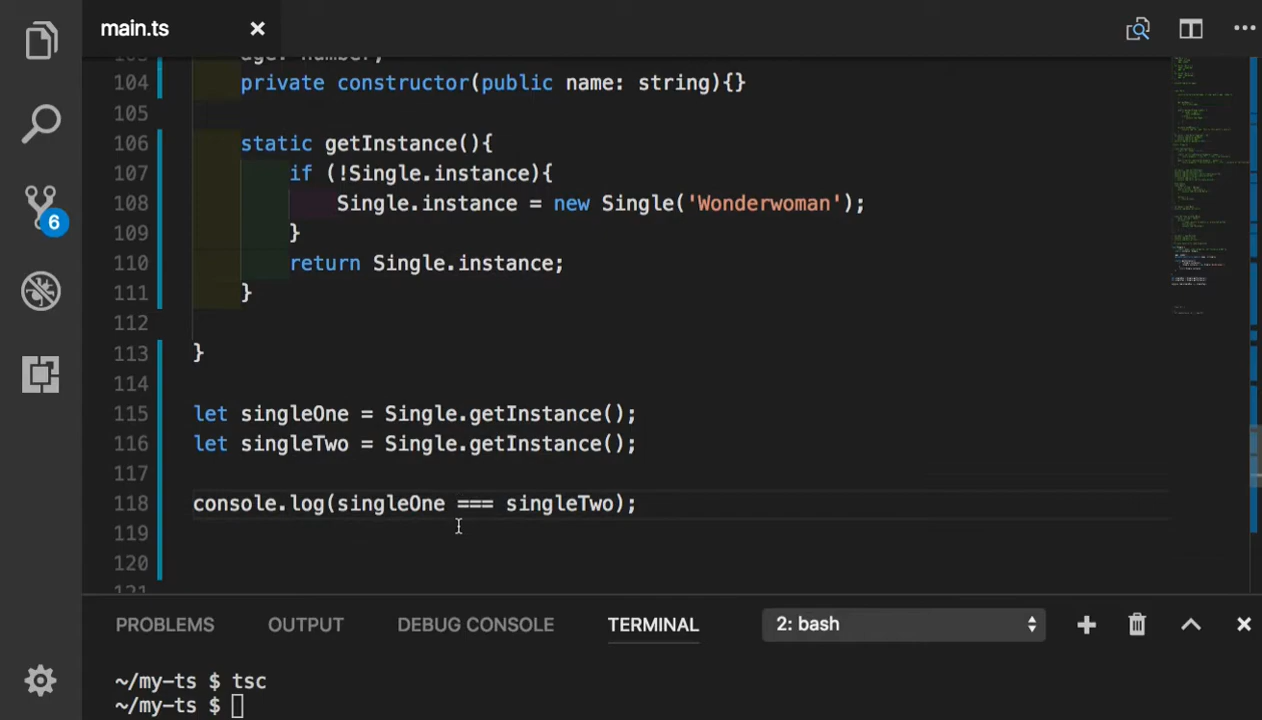 main.ts
104 private constructor(public name: string){}
105
106 static getInstance(){
107 if (!Single.instance){
108 Single.instance = new Single('Wonderwoman');
109 }
110 return Single.instance;
111 }
112
113 }
114
115 let singleOne = Single.getInstance();
116 let singleTwo = Single.getInstance();
117
118 console.log(singleOne === singleTwo);
119
120
6
PROBLEMS OUTPUT DEBUG CONSOLE TERMINAL 2: bash
~/my-ts $ tsc
~/my-ts $